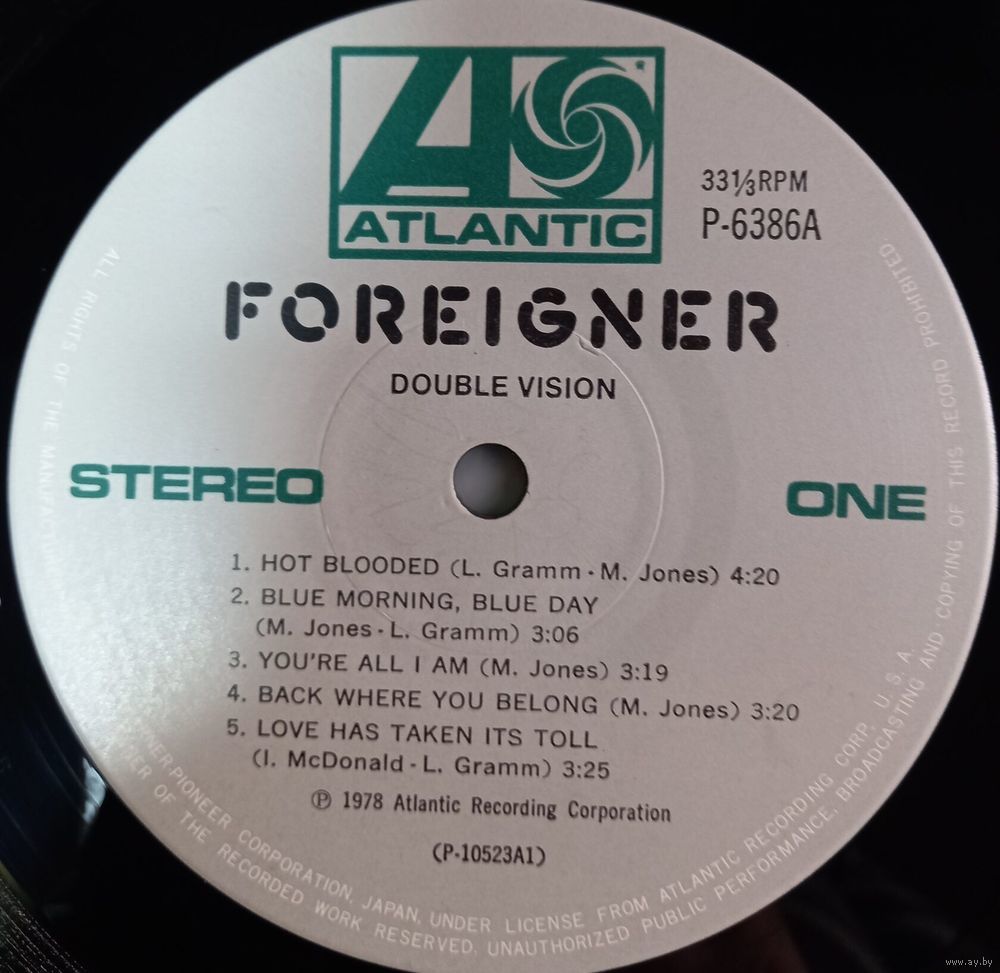 ATLANTIC
33⅓RPM
P-6386A
FOREIGNER
DOUBLE VISION
STEREO
ONE
1. HOT BLOODED (L. Gramm·M. Jones) 4:20
2. BLUE MORNING, BLUE DAY
(M. Jones·L. Gramm) 3:06
3. YOU'RE ALL I AM (M. Jones) 3:19
4. BACK WHERE YOU BELONG (M. Jones) 3:20
5. LOVE HAS TAKEN ITS TOLL
(I. McDonald·L. Gramm) 3:25
℗ 1978 Atlantic Recording Corporation
(P-10523A1)
PIONEER CORPORATION, JAPAN, UNDER LICENSE FROM ATLANTIC RECORDING CORP. U. S. A.
ALL RIGHTS OF THE
OF THE RECORDED WORK RESERVED. UNAUTHORIZED PUBLIC PERFORMANCE, BROADCASTING AND COPYING OF THIS RECORD PROHIBITED
www.ay.by